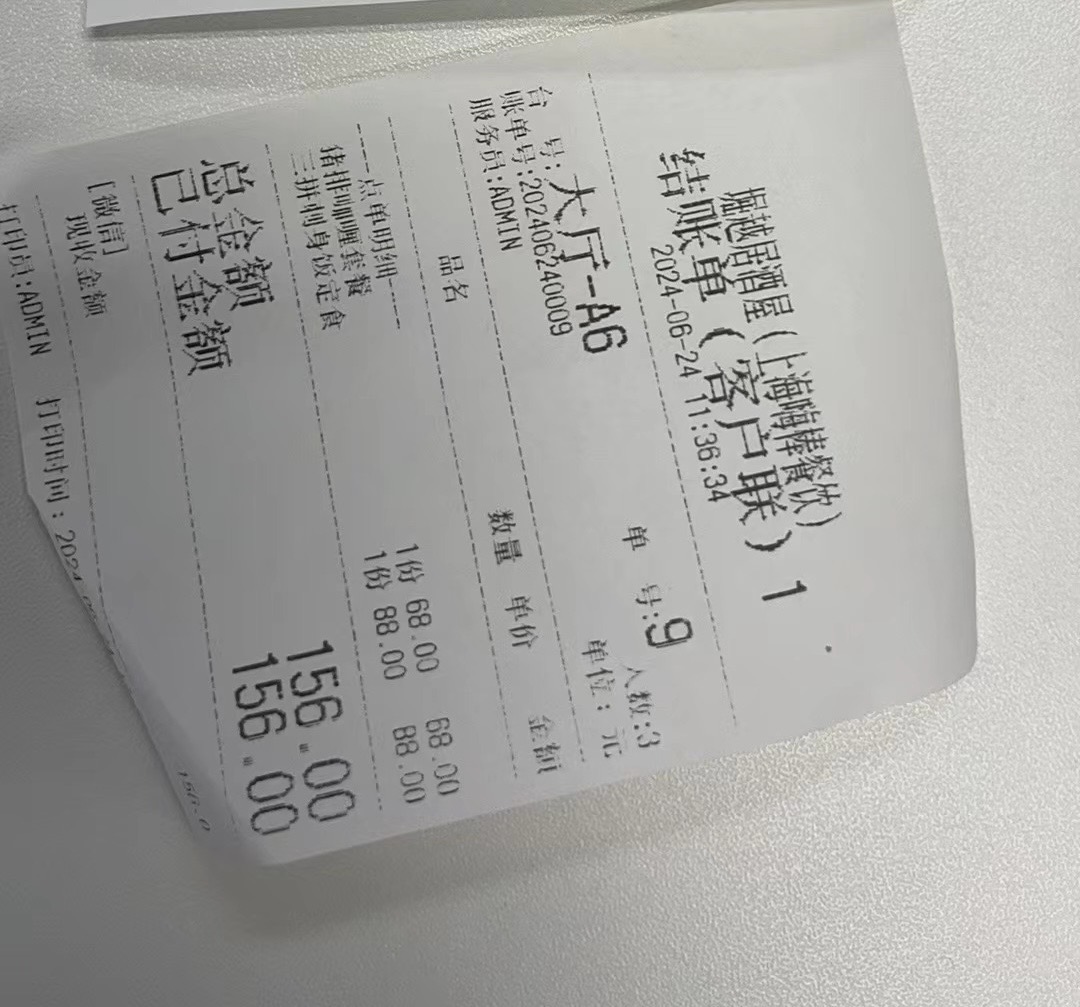 堀越居酒屋(上海嗨棒餐饮)
结账单(客户联) 1
2024-06-24 11:36:34
单 号:9
台 号:大厅-A6 人数:3
账单号:202406240009 单位:元
服务员:ADMIN
品名 数量 单价 金额
----点单明细----
猪排咖喱套餐 1份 68.00 68.00
三拼刺身饭定食 1份 88.00 88.00
总金额 156.00
已付金额 156.00
[微信]
现收金额 156.0
打印员:ADMIN 打印时间:2024